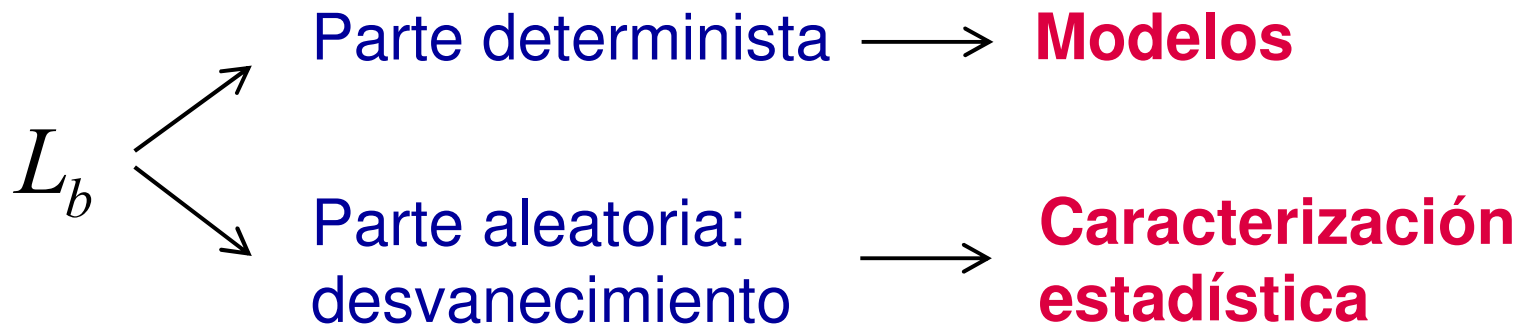 Parte determinista → Modelos
L_b
Parte aleatoria: → Caracterización
desvanecimiento estadística